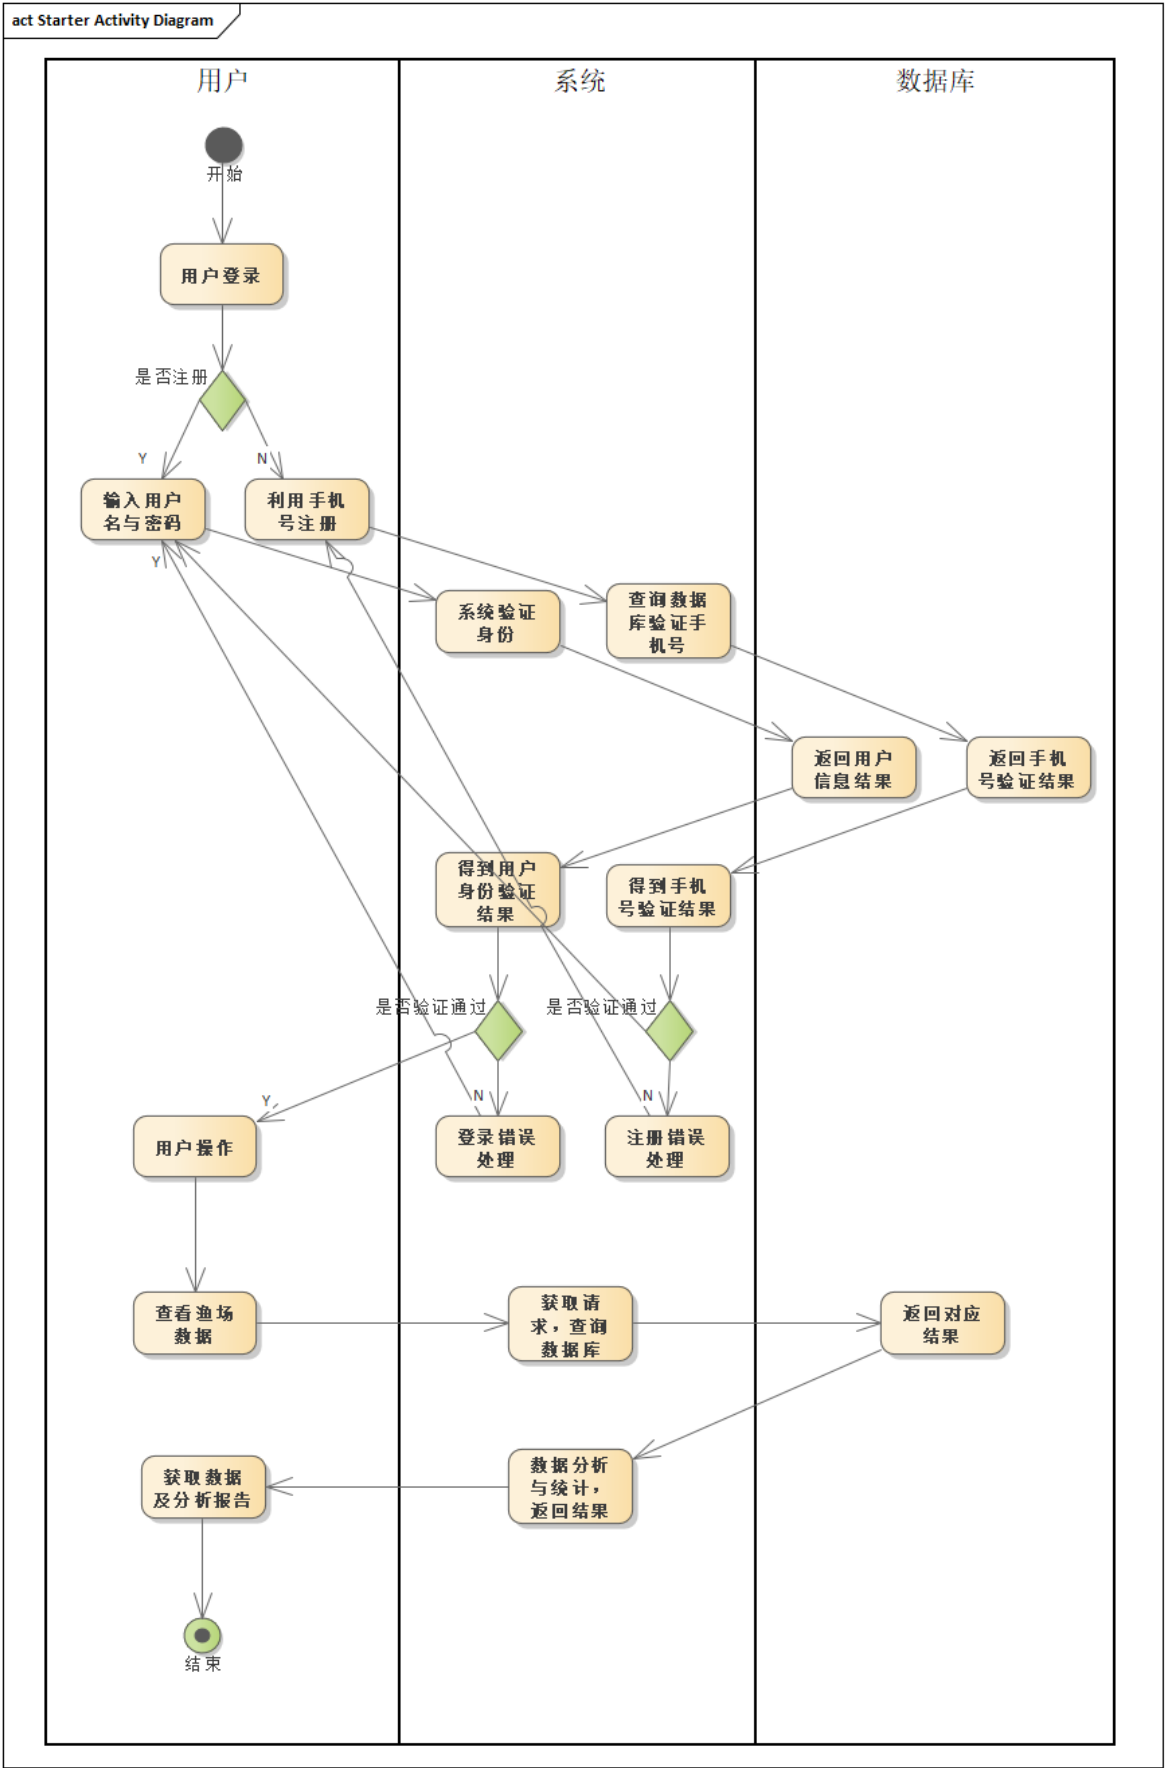 act Starter Activity Diagram
用户
系统
数据库
开始
用户登录
是否注册
Y
N
输入用户
名与密码
利用手机
号注册
Y
系统验证
身份
查询数据
库验证手
机号
返回用户
信息结果
返回手机
号验证结果
得到用户
身份验证
结果
得到手机
号验证结果
是否验证通过
是否验证通过
Y
N
N
用户操作
登录错误
处理
注册错误
处理
查看渔场
数据
获取请
求，查询
数据库
返回对应
结果
获取数据
及分析报告
数据分析
与统计，
返回结果
结束